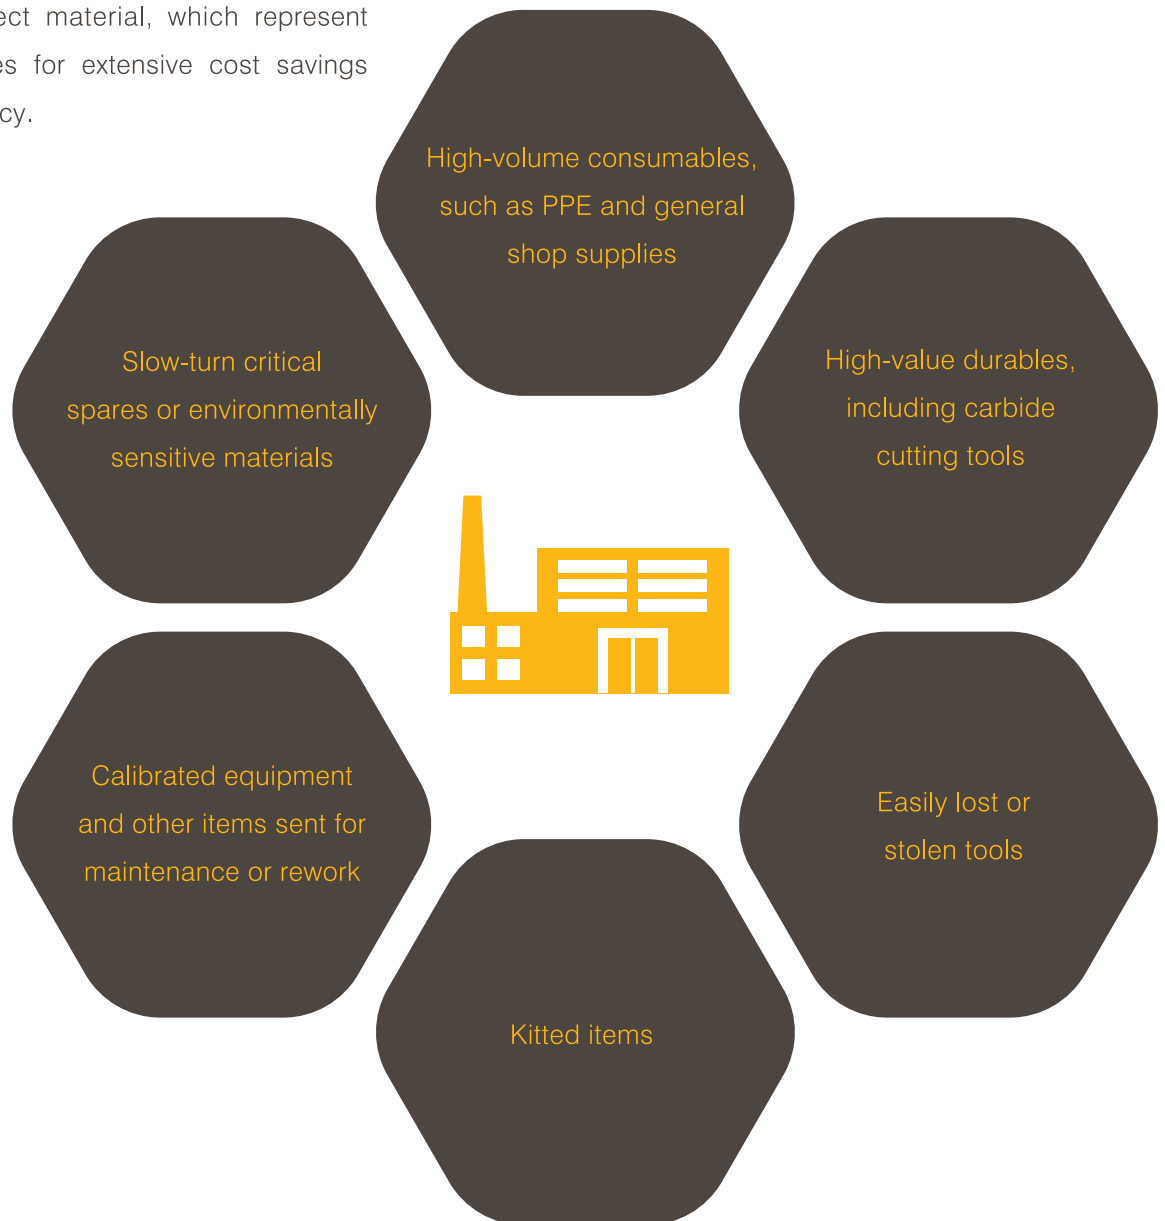 ect material, which represent
es for extensive cost savings
cy.
High-volume consumables,
such as PPE and general
shop supplies
High-value durables,
including carbide
cutting tools
Easily lost or
stolen tools
Kitted items
Calibrated equipment
and other items sent for
maintenance or rework
Slow-turn critical
spares or environmentally
sensitive materials